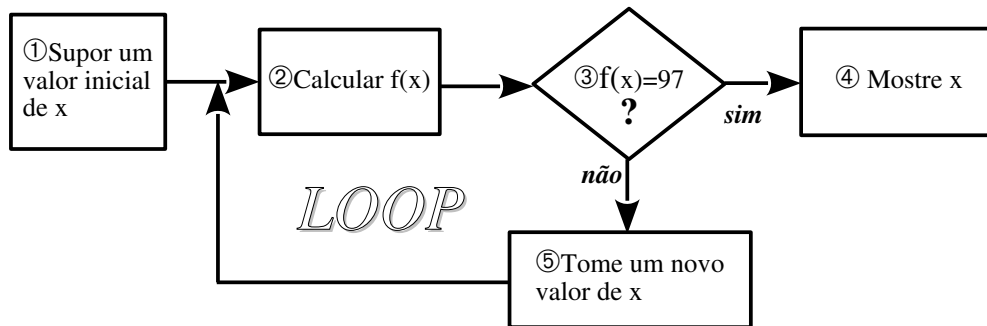 ①Supor um
valor inicial
de x
②Calcular f(x)
③f(x)=97
?
sim
④ Mostre x
não
LOOP
⑤Tome um novo
valor de x